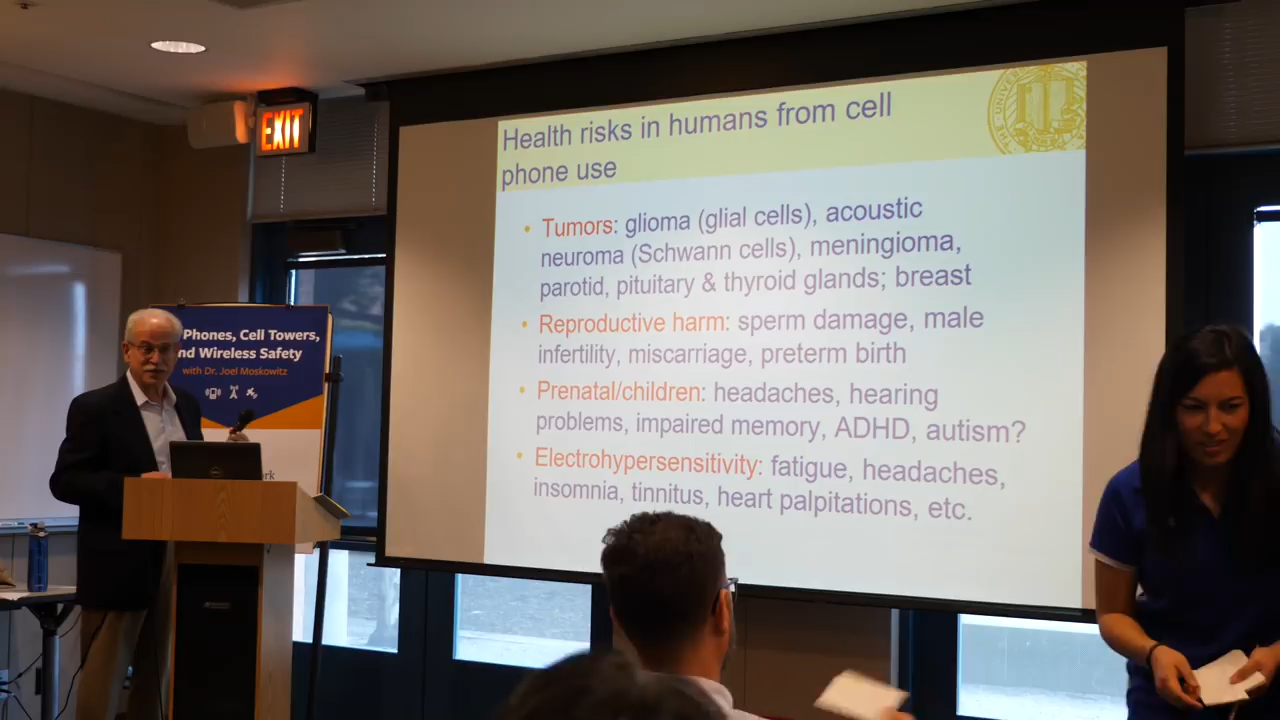 EXIT
Phones, Cell Towers,
nd Wireless Safety
with Dr. Joel Moskowitz
rk
Health risks in humans from cell
phone use
• Tumors: glioma (glial cells), acoustic
neuroma (Schwann cells), meningioma,
parotid, pituitary & thyroid glands; breast
• Reproductive harm: sperm damage, male
infertility, miscarriage, preterm birth
• Prenatal/children: headaches, hearing
problems, impaired memory, ADHD, autism?
• Electrohypersensitivity: fatigue, headaches,
insomnia, tinnitus, heart palpitations, etc.